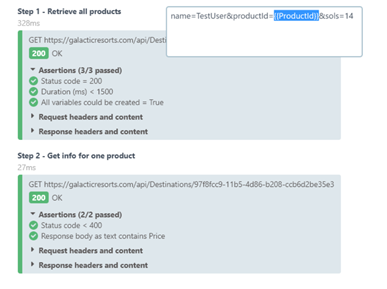 Step 1 - Retrieve all products
328ms
name=TestUser&productId={{ProductId}}&sols=14
GET https://galacticresorts.com/api/Desti
200 OK
Assertions (3/3 passed)
Status code = 200
Duration (ms) < 1500
All variables could be created = True
Request headers and content
Response headers and content
Step 2 - Get info for one product
27ms
GET https://galacticresorts.com/api/Destinations/97f8fcc9-11b5-4d86-b208-ccb6d2be35e3
200 OK
Assertions (2/2 passed)
Status code < 400
Response body as text contains Price
Request headers and content
Response headers and content